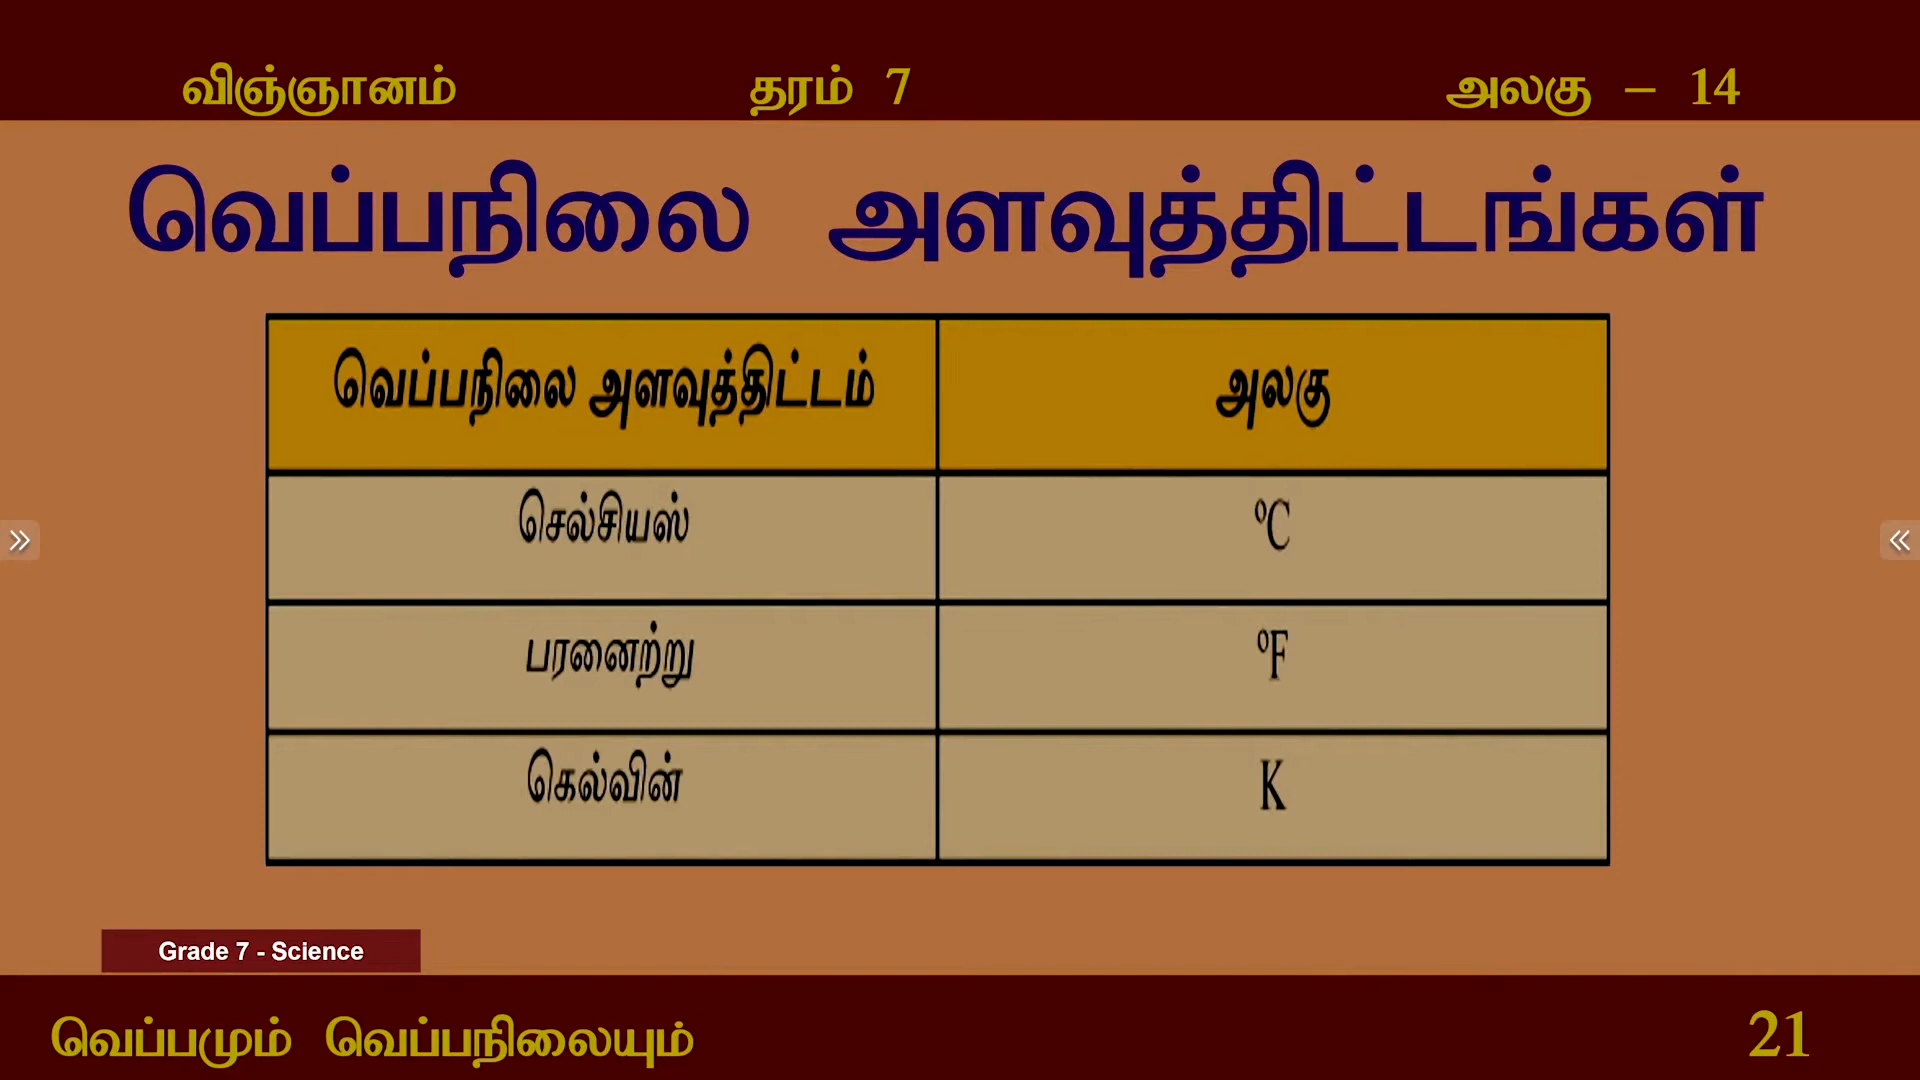 விஞ்ஞானம் தரம் 7 அலகு – 14
வெப்பநிலை அளவுத்திட்டங்கள்
வெப்பநிலை அளவுத்திட்டம் அலகு
செல்சியஸ் °C
பரனைற்று °F
கெல்வின் K
Grade 7 - Science
வெப்பமும் வெப்பநிலையும் 21